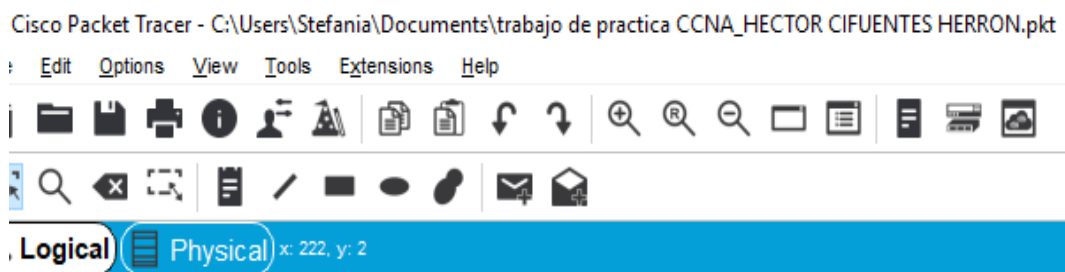 Cisco Packet Tracer - C:\Users\Stefania\Documents\trabajo de practica CCNA_HECTOR CIFUENTES HERRON.pkt
Edit Options View Tools Extensions Help
R
Logical Physical x: 222, y: 2